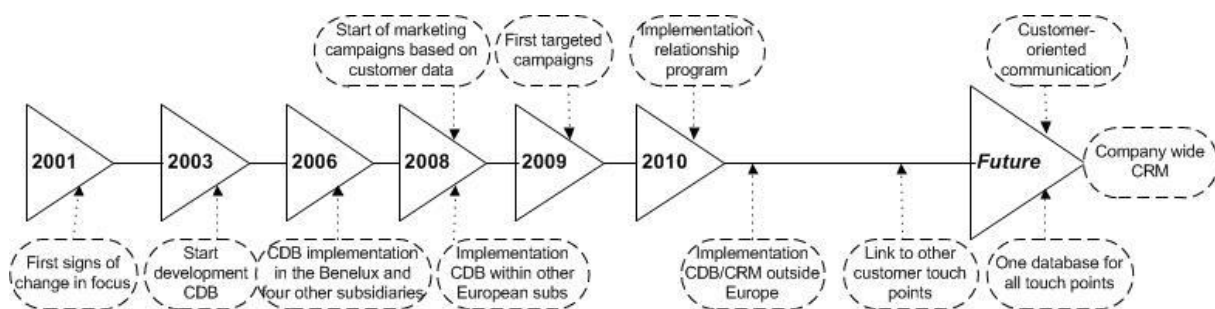 Start of marketing
campaigns based on
customer data
First targeted
campaigns
Implementation
relationship
program
Customer-
oriented
communication
2001
2003
2006
2008
2009
2010
Future
Company wide
CRM
First signs of
change in focus
Start
development
CDB
CDB implementation
in the Benelux and
four other subsidiaries
Implementation
CDB within other
European subs
Implementation
CDB/CRM outside
Europe
Link to other
customer touch
points
One database for
all touch points